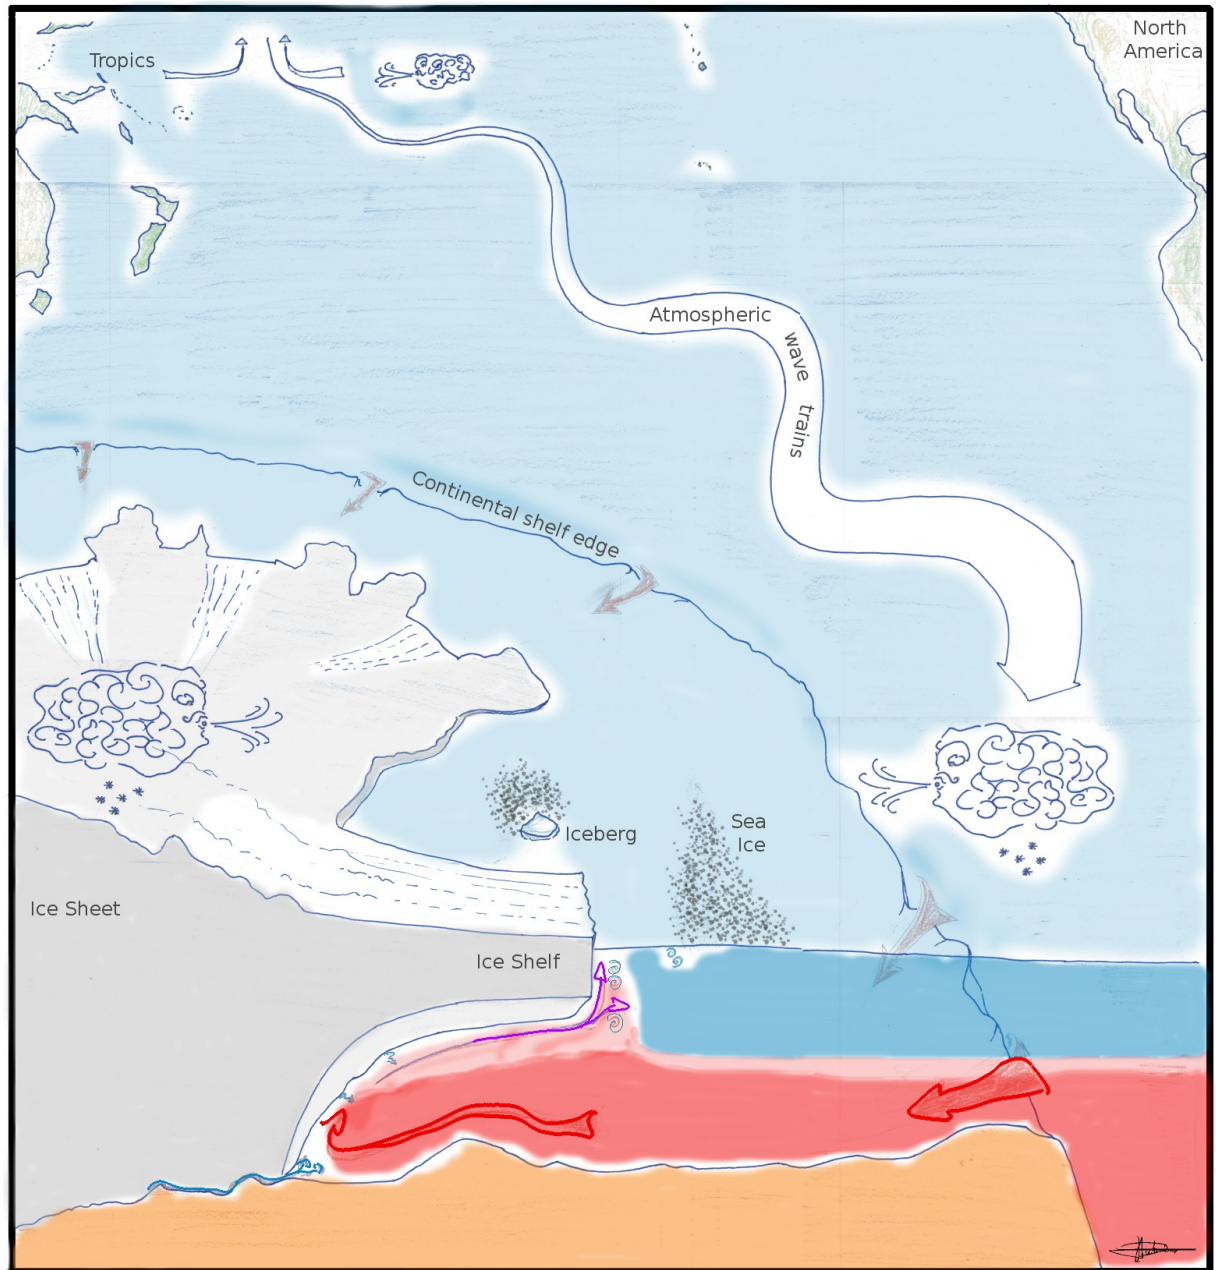 Tropics
North
America
Atmospheric
wave trains
Continental shelf edge
Iceberg
Sea
Ice
Ice Sheet
Ice Shelf